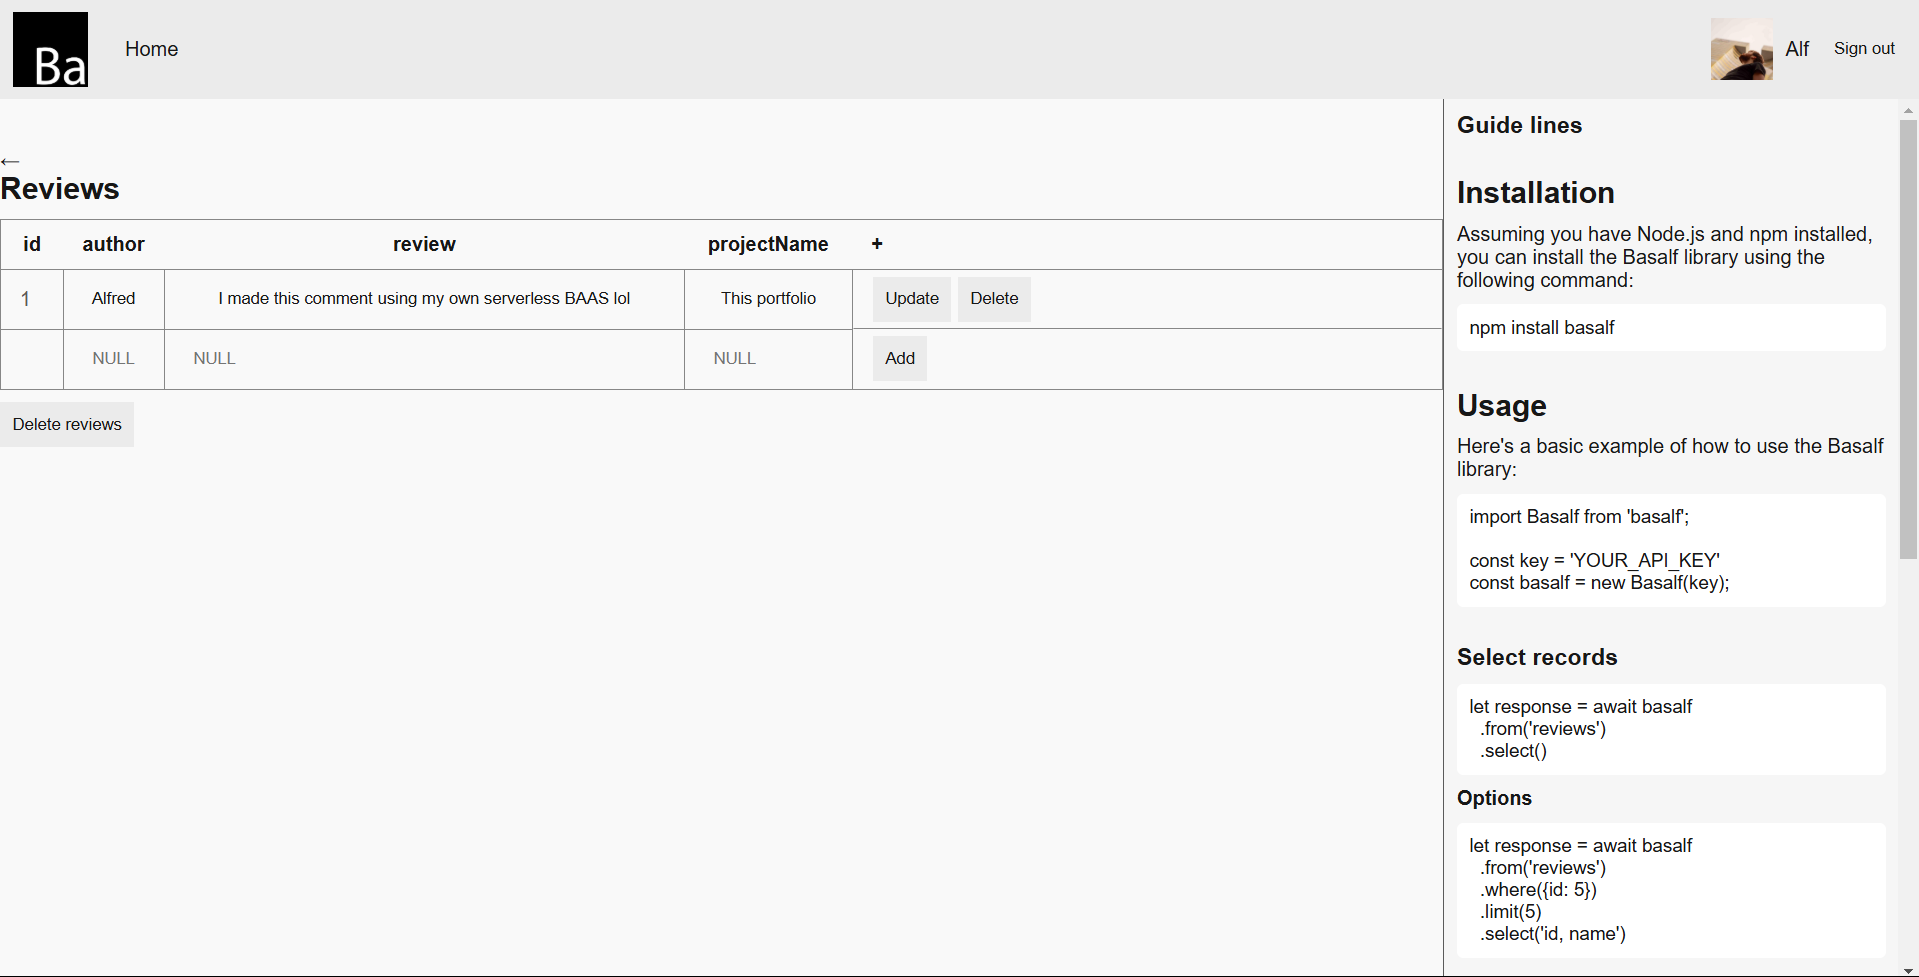 Ba
Home
Alf
Sign out
←
Reviews
id author review projectName +
1 Alfred I made this comment using my own serverless BAAS lol This portfolio Update Delete
NULL NULL NULL Add
Delete reviews
Guide lines
Installation
Assuming you have Node.js and npm installed,
you can install the Basalf library using the
following command:
npm install basalf
Usage
Here's a basic example of how to use the Basalf
library:
import Basalf from 'basalf';
const key = 'YOUR_API_KEY'
const basalf = new Basalf(key);
Select records
let response = await basalf
.from('reviews')
.select()
Options
let response = await basalf
.from('reviews')
.where({id: 5})
.limit(5)
.select('id, name')